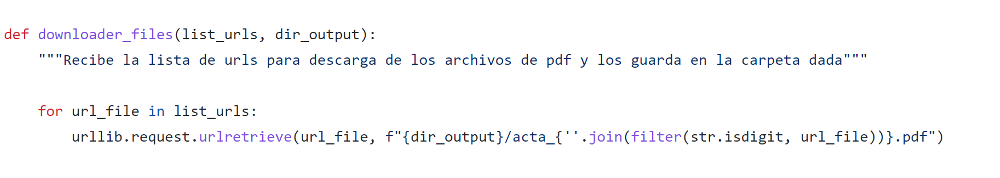 def downloader_files(list_urls, dir_output):
    """Recibe la lista de urls para descarga de los archivos de pdf y los guarda en la carpeta dada"""
    for url_file in list_urls:
        urllib.request.urlretrieve(url_file, f"{dir_output}/acta_{''.join(filter(str.isdigit, url_file))}.pdf")